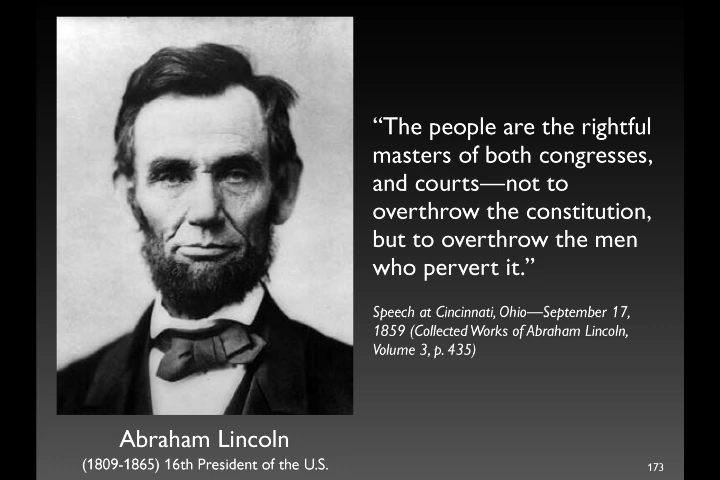 “The people are the rightful
masters of both congresses,
and courts—not to
overthrow the constitution,
but to overthrow the men
who pervert it.”
Speech at Cincinnati, Ohio—September 17,
1859 (Collected Works of Abraham Lincoln,
Volume 3, p. 435)
Abraham Lincoln
(1809-1865) 16th President of the U.S.
173